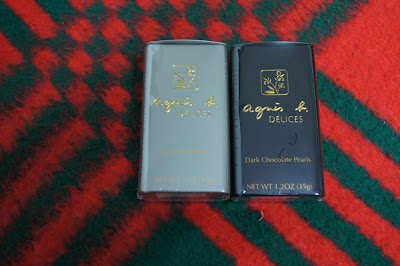 agnès b.
DÉLICES
agnès b.
DÉLICES
Dark Chocolate Pearls
NET WT 1.2OZ (35g)